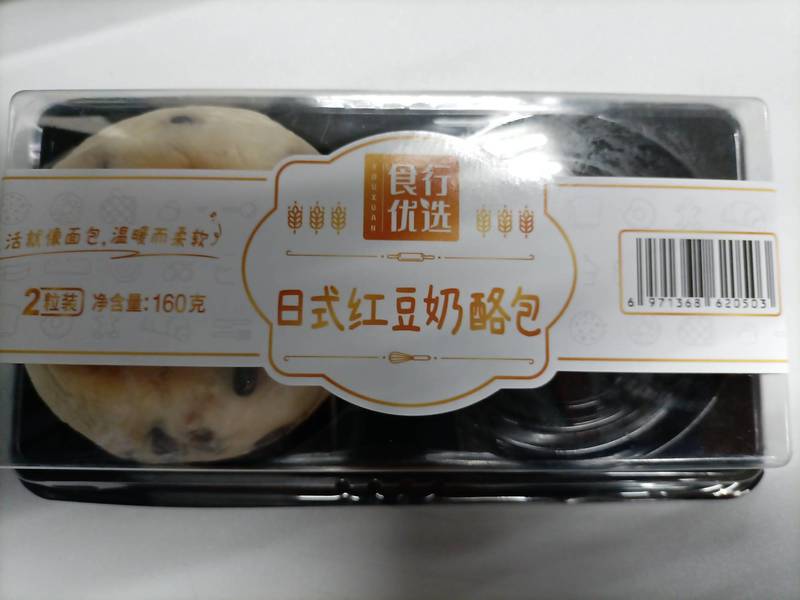 食行
优选
YOUXUAN
活就像面包,温暖而柔软
2粒装 净含量:160克
日式红豆奶酪包
6 971368 620503